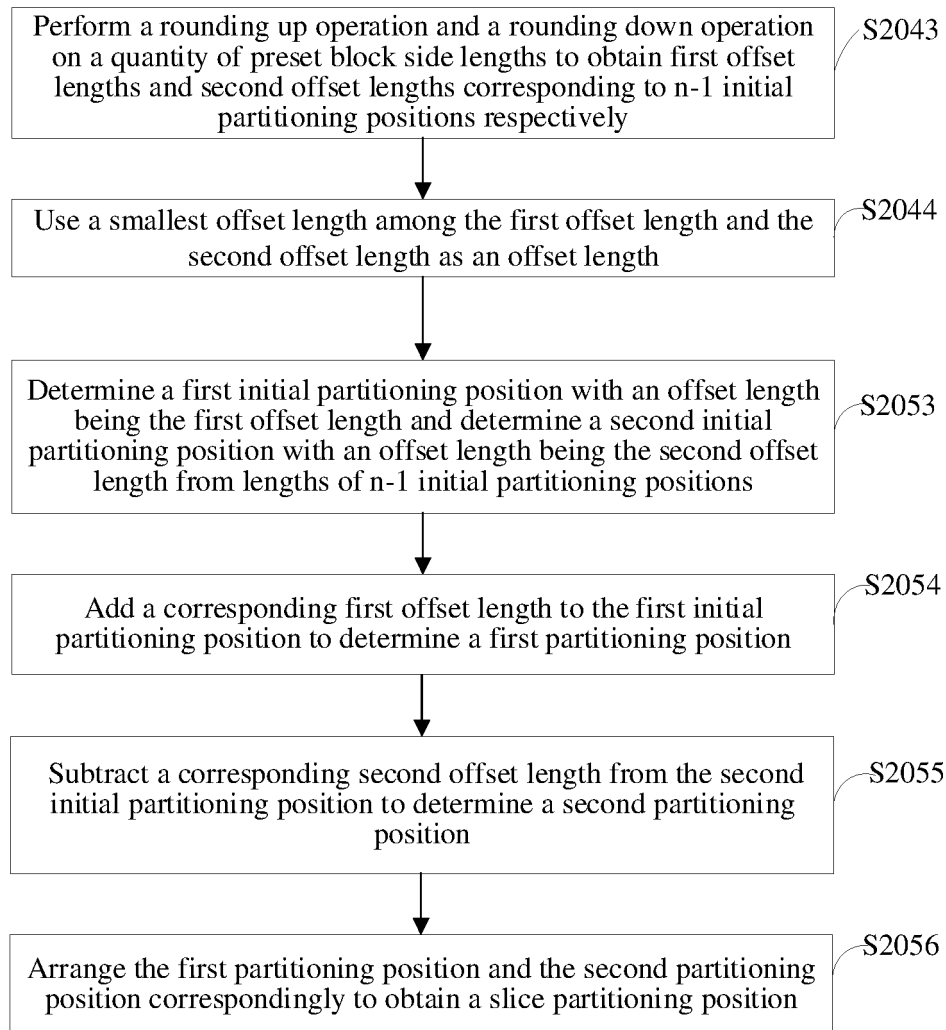 Perform a rounding up operation and a rounding down operation
on a quantity of preset block side lengths to obtain first offset
lengths and second offset lengths corresponding to n-1 initial
partitioning positions respectively
S2043
Use a smallest offset length among the first offset length and the
second offset length as an offset length
S2044
Determine a first initial partitioning position with an offset length
being the first offset length and determine a second initial
partitioning position with an offset length being the second offset
length from lengths of n-1 initial partitioning positions
S2053
Add a corresponding first offset length to the first initial
partitioning position to determine a first partitioning position
S2054
Subtract a corresponding second offset length from the second
initial partitioning position to determine a second partitioning
position
S2055
Arrange the first partitioning position and the second partitioning
position correspondingly to obtain a slice partitioning position
S2056